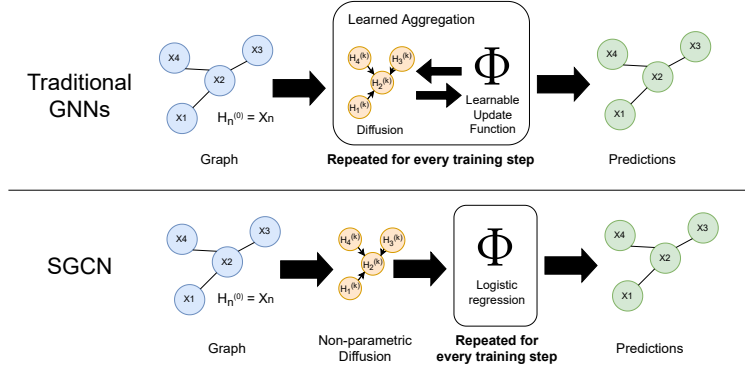 Learned Aggregation
Traditional
GNNs
X4
X3
X2
X1
Hn(0) = Xn
Graph
H4(k)
H3(k)
H2(k)
H1(k)
Diffusion
Φ
Learnable
Update
Function
Repeated for every training step
X4
X3
X2
X1
Predictions
SGCN
X4
X3
X2
X1
Hn(0) = Xn
Graph
H4(k)
H3(k)
H2(k)
H1(k)
Non-parametric
Diffusion
Φ
Logistic
regression
Repeated for
every training step
X4
X3
X2
X1
Predictions